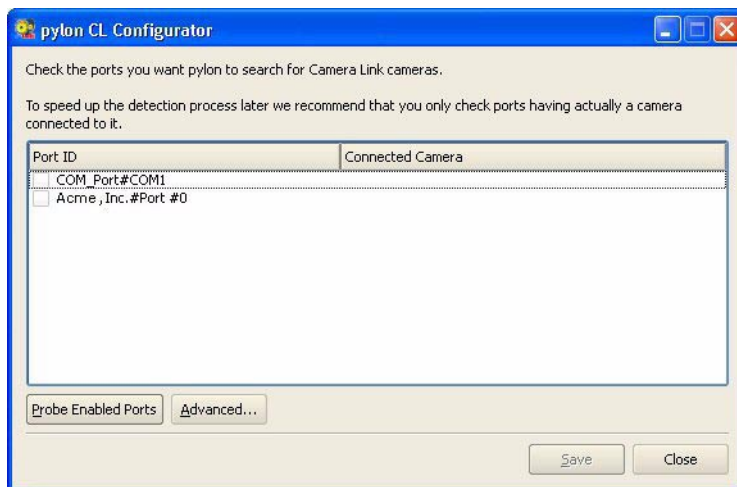 pylon CL Configurator
Check the ports you want pylon to search for Camera Link cameras.
To speed up the detection process later we recommend that you only check ports having actually a camera
connected to it.
Port ID Connected Camera
COM_Port#COM1
Acme ,Inc.#Port #0
Probe Enabled Ports Advanced...
Save Close